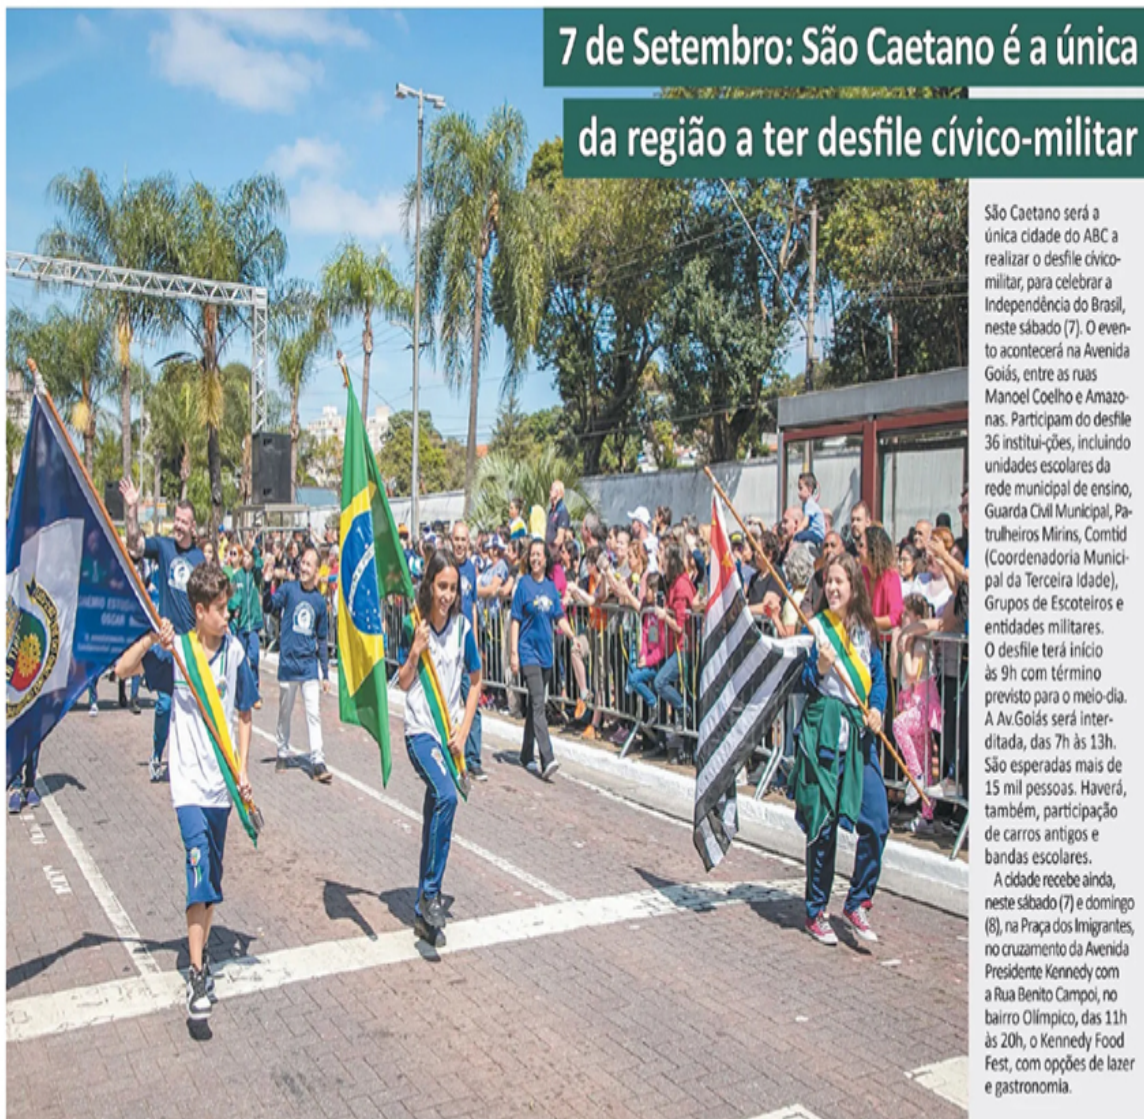 7 de Setembro: São Caetano é a única
da região a ter desfile cívico-militar
São Caetano será a
única cidade do ABC a
realizar o desfile cívico-
militar, para celebrar a
Independência do Brasil,
neste sábado (7). O even-
to acontecerá na Avenida
Goiás, entre as ruas
Manoel Coelho e Amazo-
nas. Participam do desfile
36 institui-ções, incluindo
unidades escolares da
rede municipal de ensino,
Guarda Civil Municipal, Pa-
trulheiros Mirins, Comtid
(Coordenadoria Munici-
pal da Terceira Idade),
Grupos de Escoteiros e
entidades militares.
O desfile terá início
às 9h com término
previsto para o meio-dia.
A Av.Goiás será inter-
ditada, das 7h às 13h.
São esperadas mais de
15 mil pessoas. Haverá,
também, participação
de carros antigos e
bandas escolares.
A cidade recebe ainda,
neste sábado (7) e domingo
(8), na Praça dos Imigrantes,
no cruzamento da Avenida
Presidente Kennedy com
a Rua Benito Campoi, no
bairro Olímpico, das 11h
às 20h, o Kennedy Food
Fest, com opções de lazer
e gastronomia.